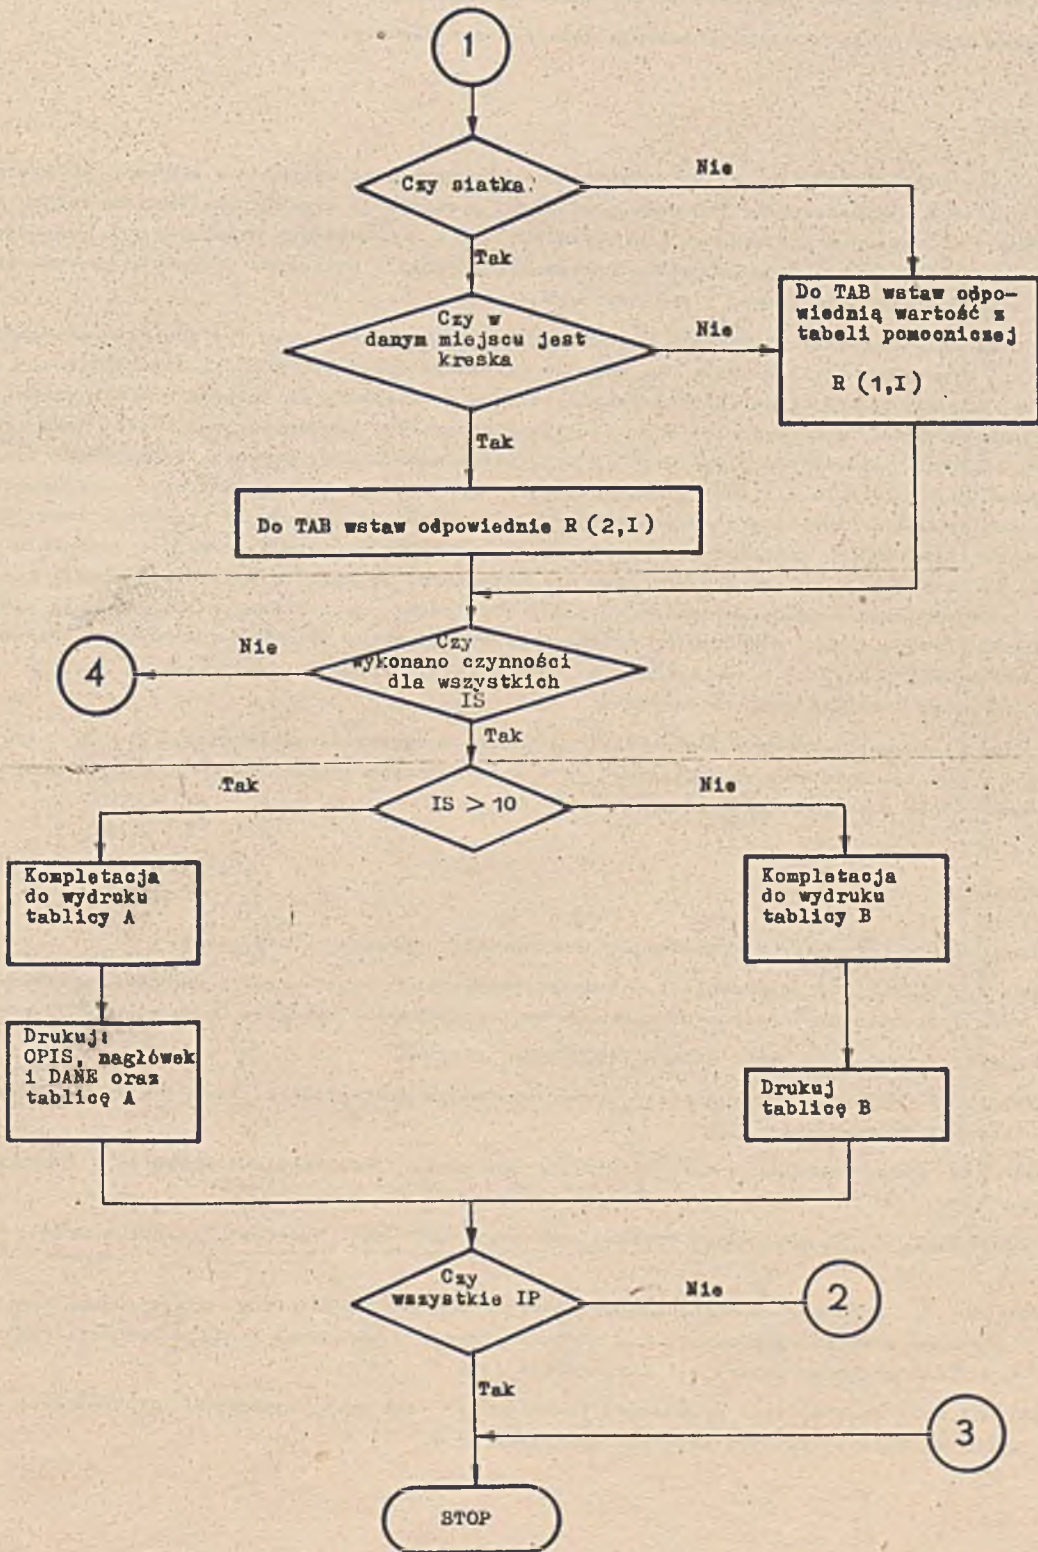 1
Czy siatka
Nie
Tak
Do TAB wstaw odpo-
wiednią wartość z
tabeli pomocniczej
R (1,I)
Czy w
danym miejscu jest
kreska
Nie
Tak
Do TAB wstaw odpowiednie R (2,I)
Czy
wykonano czynności
dla wszystkich
IS
Nie
4
Tak
IS > 10
Tak
Nie
Kompletacja
do wydruku
tablicy A
Kompletacja
do wydruku
tablicy B
Drukuj:
OPIS, nagłówek
i DANE oraz
tablicę A
Drukuj
tablicę B
Czy
wszystkie IP
Nie
2
Tak
3
STOP